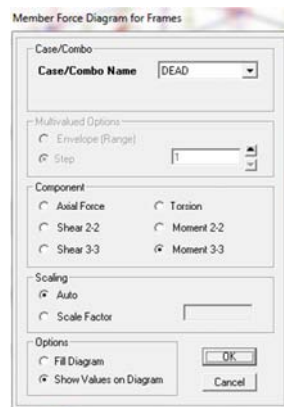 Member Force Diagram for Frames
Case/Combo
Case/Combo Name DEAD
Multivalued Options
Envelope (Range)
Step 1
Component
Axial Force Torsion
Shear 2-2 Moment 2-2
Shear 3-3 Moment 3-3
Scaling
Auto
Scale Factor
Options
Fill Diagram OK
Show Values on Diagram Cancel